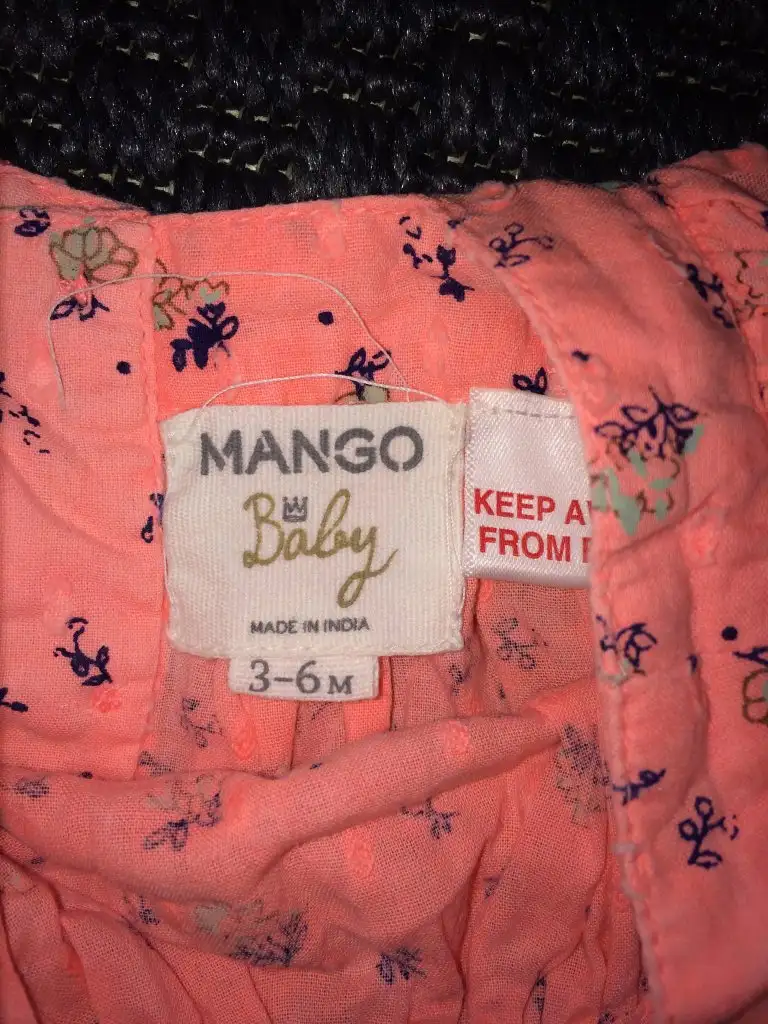 MANGO
Baby
MADE IN INDIA
3-6 M
KEEP
FROM